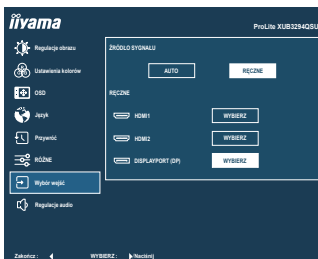 iiyama
ProLite XUB3294QSU
Regulacje obrazu
Ustawienia kolorów
OSD
Język
Przywróć
RÓŻNE
Wybór wejść
Regulacje audio
ŹRÓDŁO SYGNAŁU
AUTO RĘCZNE
RĘCZNE
HDMI1 WYBIERZ
HDMI2 WYBIERZ
DISPLAYPORT (DP) WYBIERZ
Zakończ : WYBIERZ : /Naciśnij